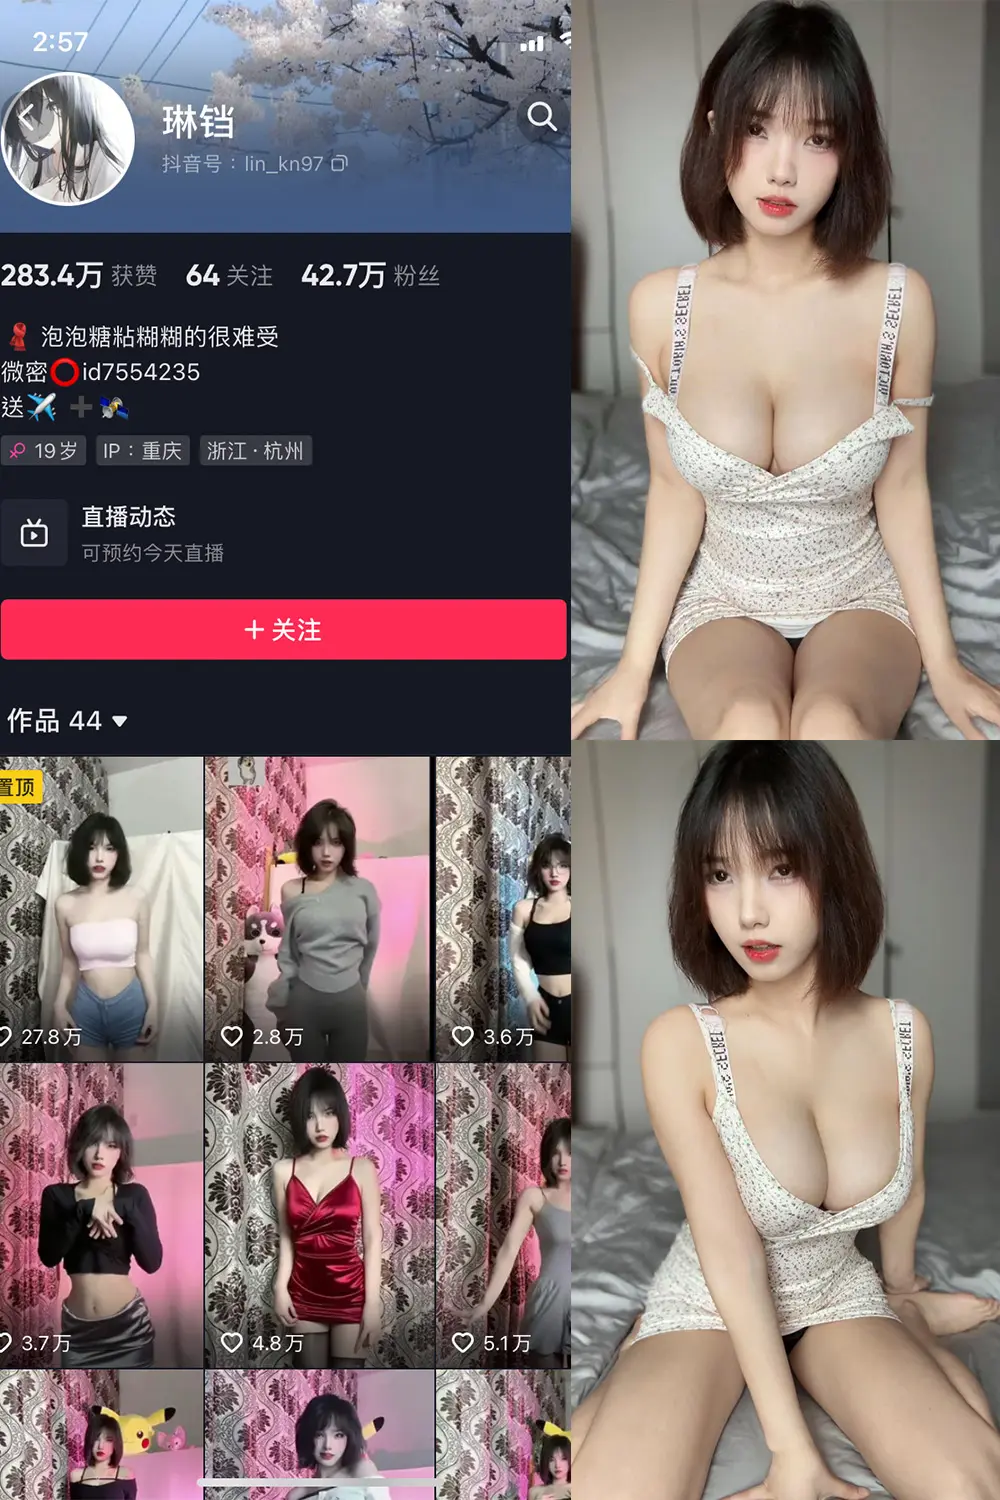 2:57
琳铛
抖音号：lin_kn97
283.4万 获赞 64 关注 42.7万 粉丝
泡泡糖粘糊糊的很难受
微密⭕id7554235
送✈️➕🛰️
19岁 IP：重庆 浙江·杭州
直播动态
可预约今天直播
+ 关注
作品 44
置顶
27.8万
2.8万
3.6万
3.7万
4.8万
5.1万